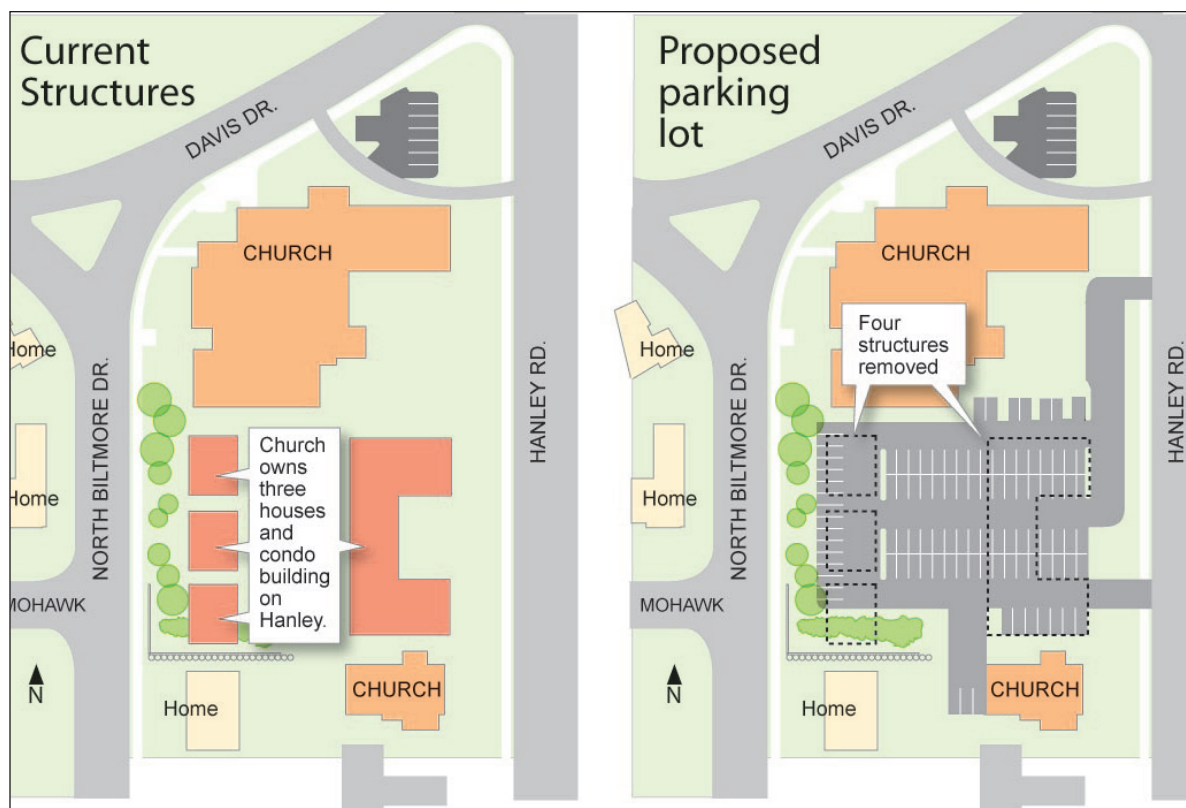 Current
Structures
DAVIS DR.
CHURCH
Home
NORTH BILTMORE DR.
HANLEY RD.
Home
Church
owns
three
houses
and
condo
building
on
Hanley.
MOHAWK
N
Home
CHURCH
Proposed
parking
lot
DAVIS DR.
CHURCH
Four
structures
removed
Home
NORTH BILTMORE DR.
HANLEY RD.
Home
MOHAWK
N
Home
CHURCH